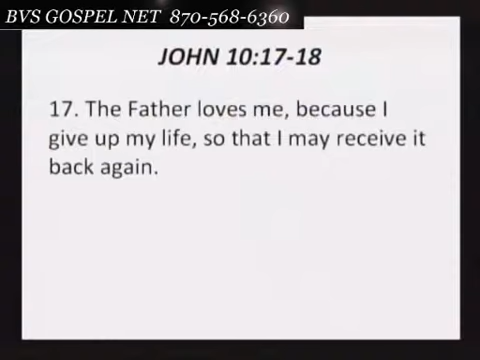 BVS GOSPEL NET  870-568-6360
JOHN 10:17-18
17. The Father loves me, because I
give up my life, so that I may receive it
back again.